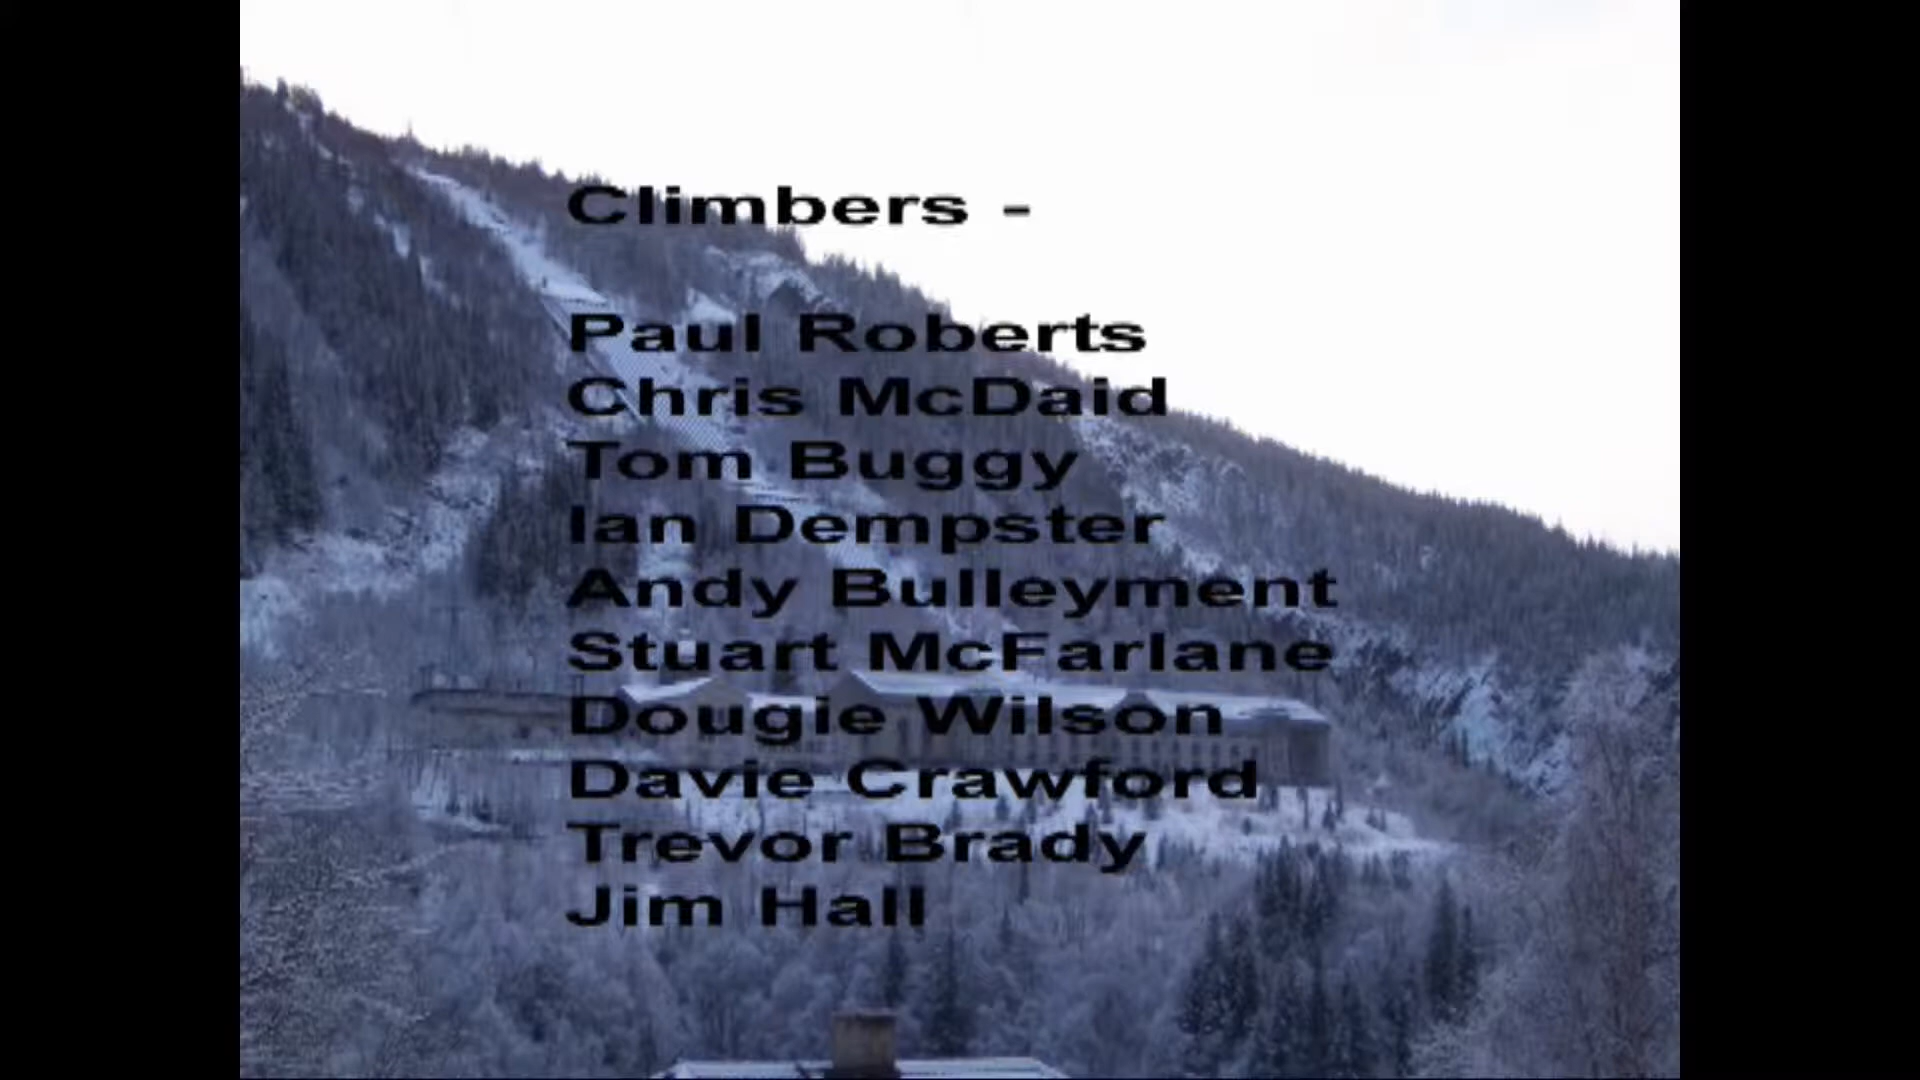 Climbers -
Paul Roberts
Chris McDaid
Tom Buggy
Ian Dempster
Andy Bulleyment
Stuart McFarlane
Dougie Wilson
Davie Crawford
Trevor Brady
Jim Hall